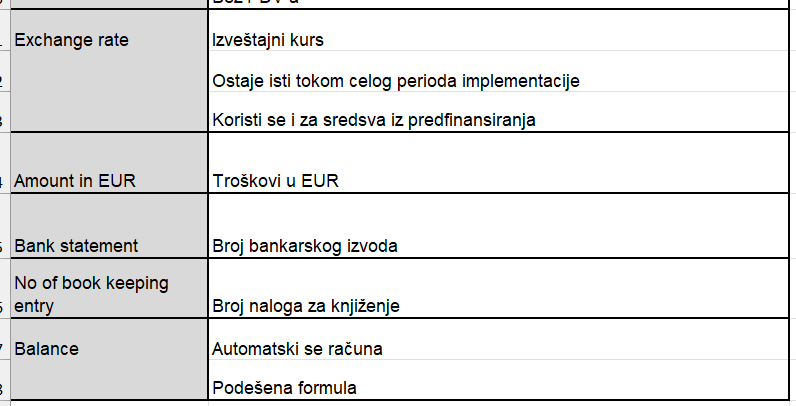 Exchange rate
Izveštajni kurs
Ostaje isti tokom celog perioda implementacije
Koristi se i za sredsva iz predfinansiranja
Amount in EUR
Troškovi u EUR
Bank statement
Broj bankarskog izvoda
No of book keeping
entry
Broj naloga za knjiženje
Balance
Automatski se računa
Podešena formula